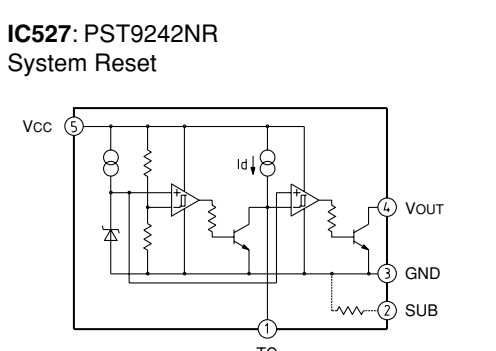 IC527: PST9242NR
System Reset
VCC 5
Id
4 VOUT
3 GND
2 SUB
1